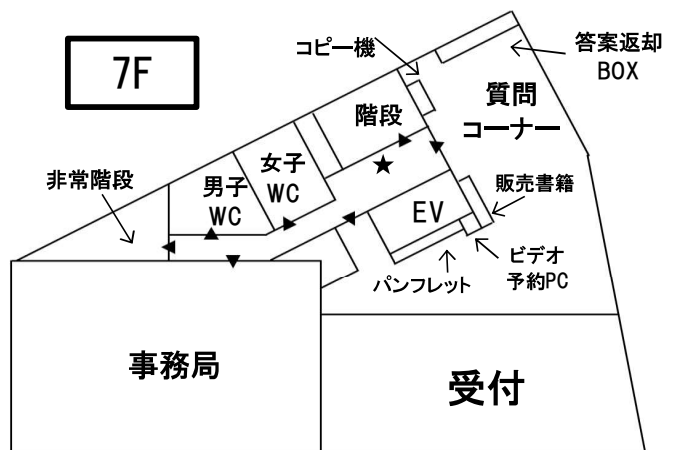 7F
コピー機
答案返却
BOX
質問
コーナー
階段
女子
WC
男子
WC
非常階段
★
EV
販売書籍
ビデオ
予約PC
パンフレット
事務局
受付